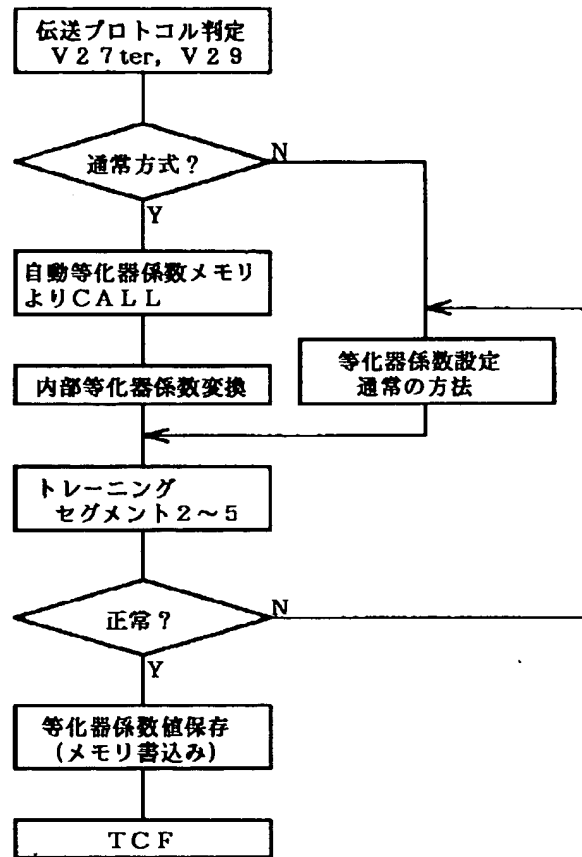 伝送プロトコル判定
V27ter, V29
通常方式?
N
Y
自動等化器係数メモリ
よりCALL
等化器係数設定
通常の方法
内部等化器係数変換
トレーニング
セグメント2~5
正常?
N
Y
等化器係数値保存
(メモリ書込み)
TCF